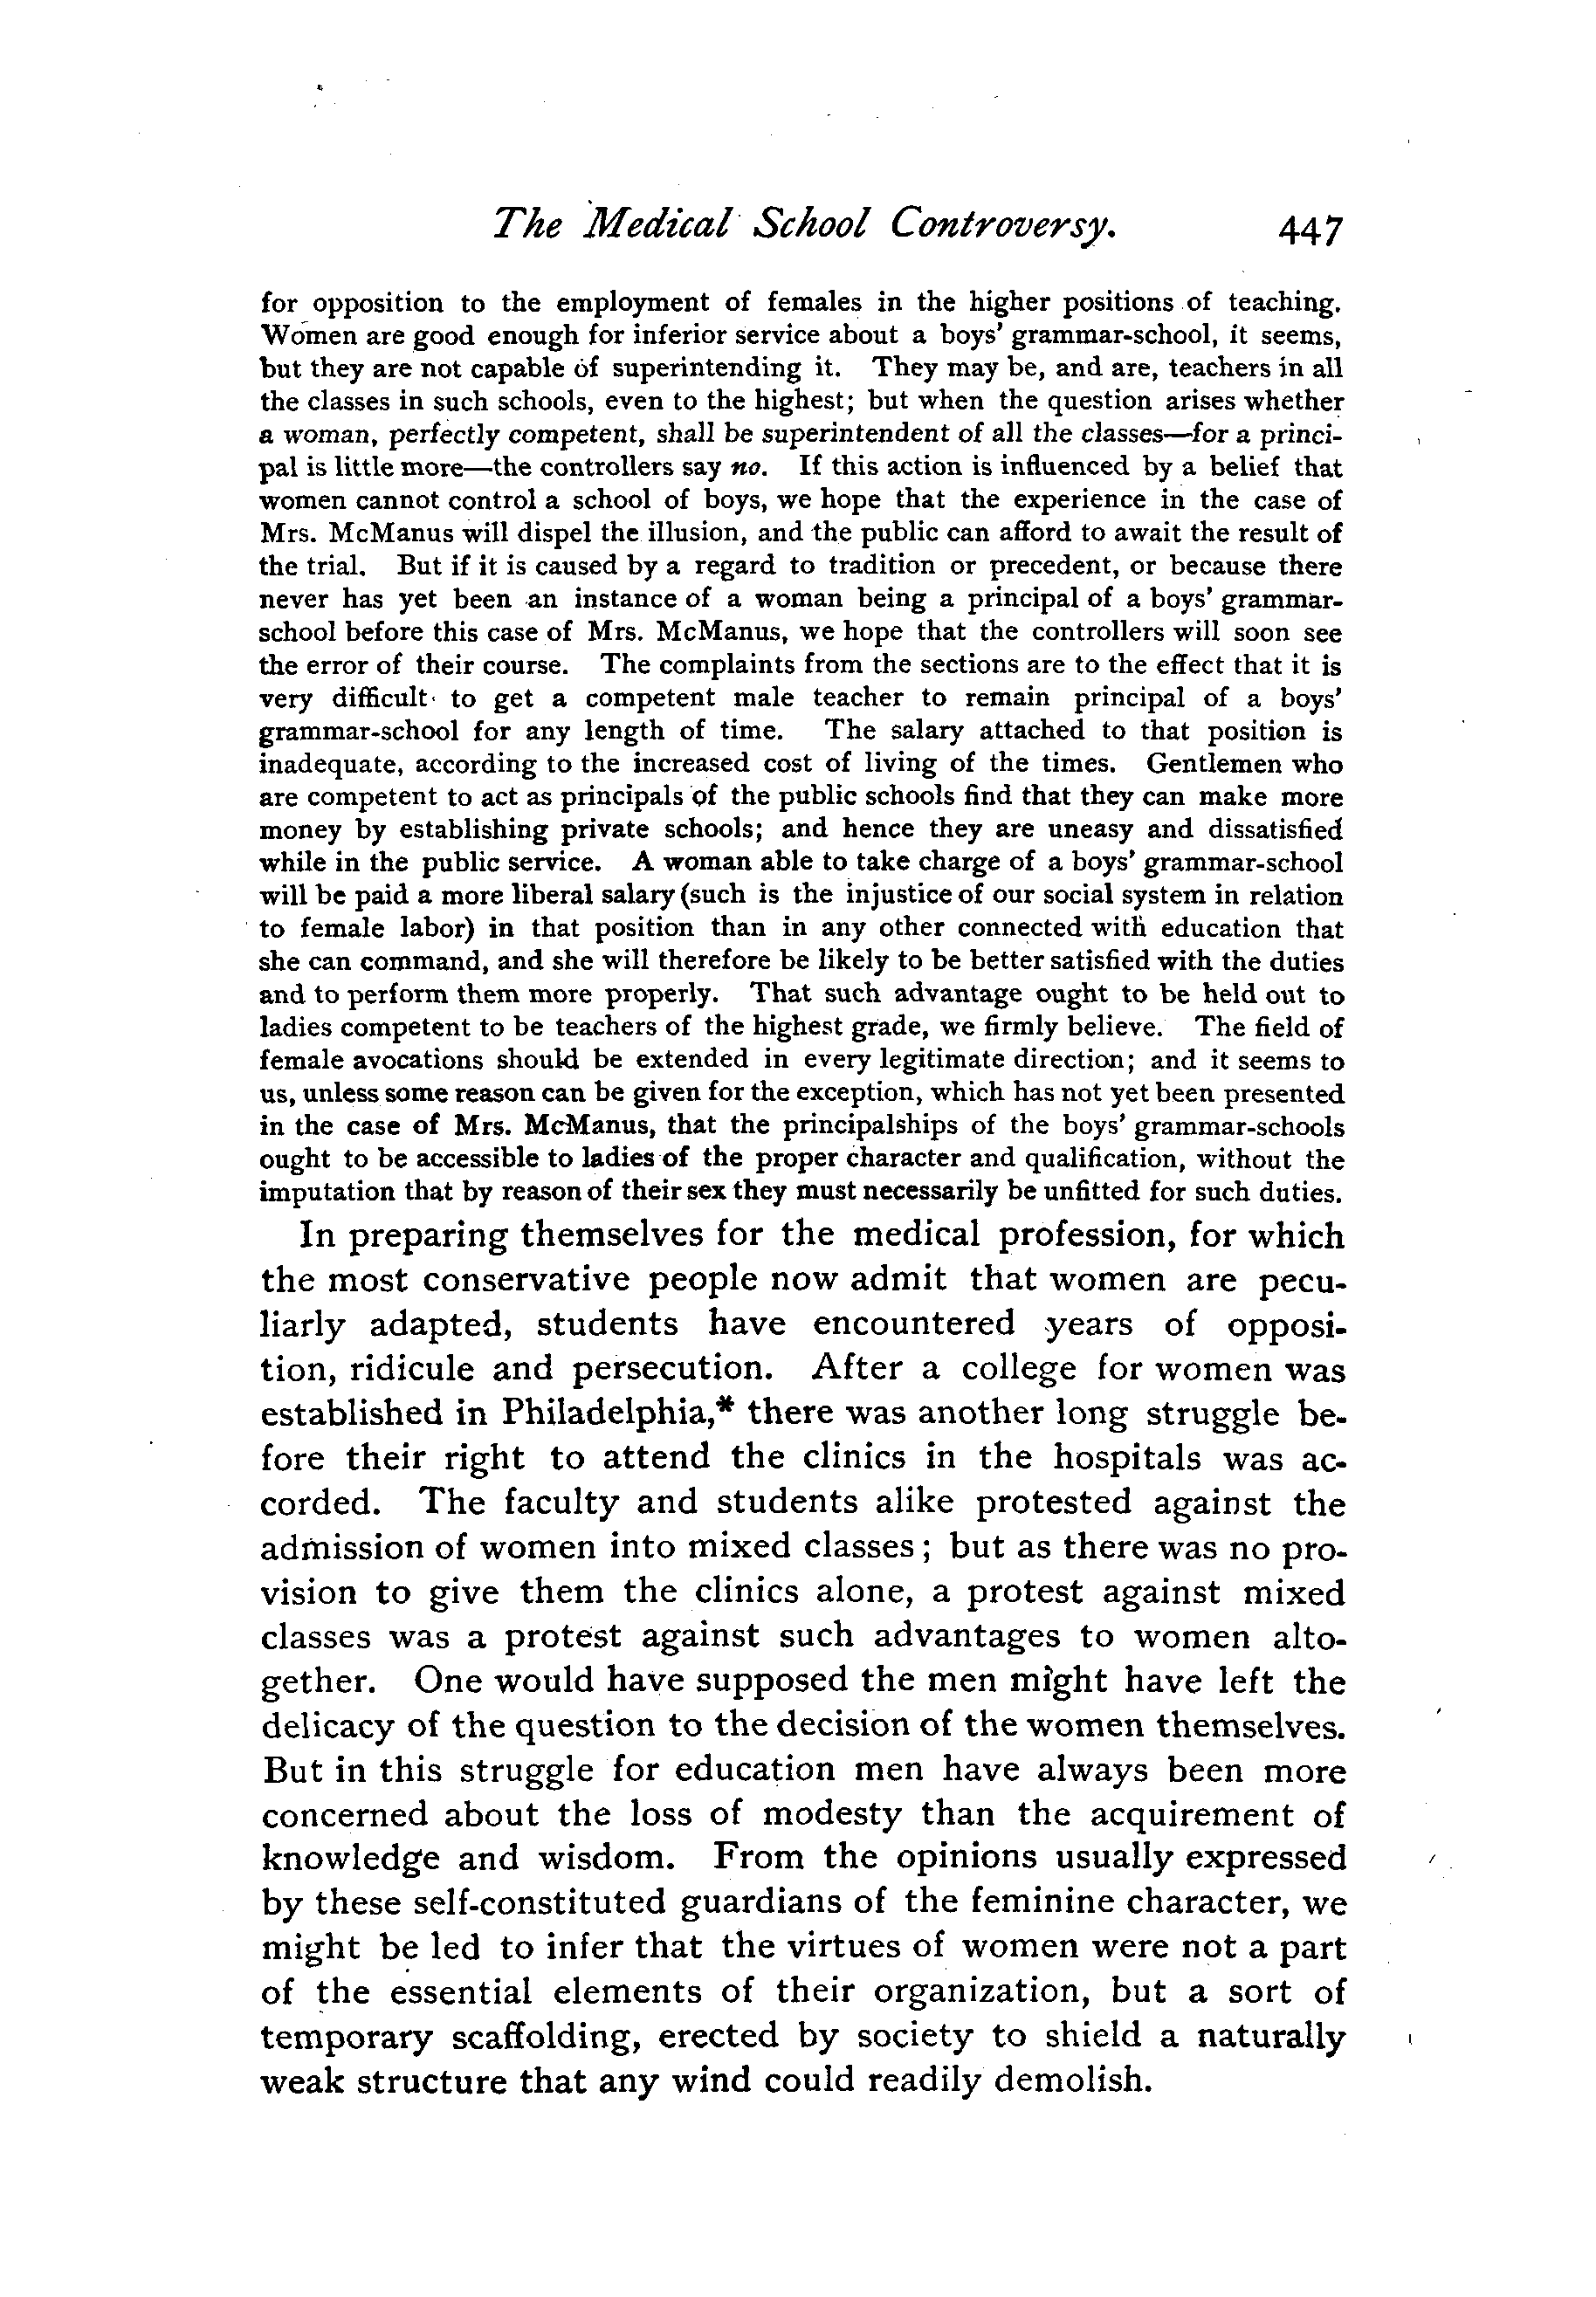 The Medical School Controversy. 447
for opposition to the employment of females in the higher positions of teaching.
Women are good enough for inferior service about a boys' grammar-school, it seems,
but they are not capable of superintending it. They may be, and are, teachers in all
the classes in such schools, even to the highest; but when the question arises whether
a woman, perfectly competent, shall be superintendent of all the classes—for a princi-
pal is little more—the controllers say no. If this action is influenced by a belief that
women cannot control a school of boys, we hope that the experience in the case of
Mrs. McManus will dispel the illusion, and the public can afford to await the result of
the trial. But if it is caused by a regard to tradition or precedent, or because there
never has yet been an instance of a woman being a principal of a boys' grammar-
school before this case of Mrs. McManus, we hope that the controllers will soon see
the error of their course. The complaints from the sections are to the effect that it is
very difficult to get a competent male teacher to remain principal of a boys'
grammar-school for any length of time. The salary attached to that position is
inadequate, according to the increased cost of living of the times. Gentlemen who
are competent to act as principals of the public schools find that they can make more
money by establishing private schools; and hence they are uneasy and dissatisfied
while in the public service. A woman able to take charge of a boys' grammar-school
will be paid a more liberal salary (such is the injustice of our social system in relation
to female labor) in that position than in any other connected with education that
she can command, and she will therefore be likely to be better satisfied with the duties
and to perform them more properly. That such advantage ought to be held out to
ladies competent to be teachers of the highest grade, we firmly believe. The field of
female avocations should be extended in every legitimate direction; and it seems to
us, unless some reason can be given for the exception, which has not yet been presented
in the case of Mrs. McManus, that the principalships of the boys' grammar-schools
ought to be accessible to ladies of the proper character and qualification, without the
imputation that by reason of their sex they must necessarily be unfitted for such duties.
In preparing themselves for the medical profession, for which
the most conservative people now admit that women are pecu-
liarly adapted, students have encountered years of opposi-
tion, ridicule and persecution. After a college for women was
established in Philadelphia,* there was another long struggle be-
fore their right to attend the clinics in the hospitals was ac-
corded. The faculty and students alike protested against the
admission of women into mixed classes; but as there was no pro-
vision to give them the clinics alone, a protest against mixed
classes was a protest against such advantages to women alto-
gether. One would have supposed the men might have left the
delicacy of the question to the decision of the women themselves.
But in this struggle for education men have always been more
concerned about the loss of modesty than the acquirement of
knowledge and wisdom. From the opinions usually expressed
by these self-constituted guardians of the feminine character, we
might be led to infer that the virtues of women were not a part
of the essential elements of their organization, but a sort of
temporary scaffolding, erected by society to shield a naturally
weak structure that any wind could readily demolish.